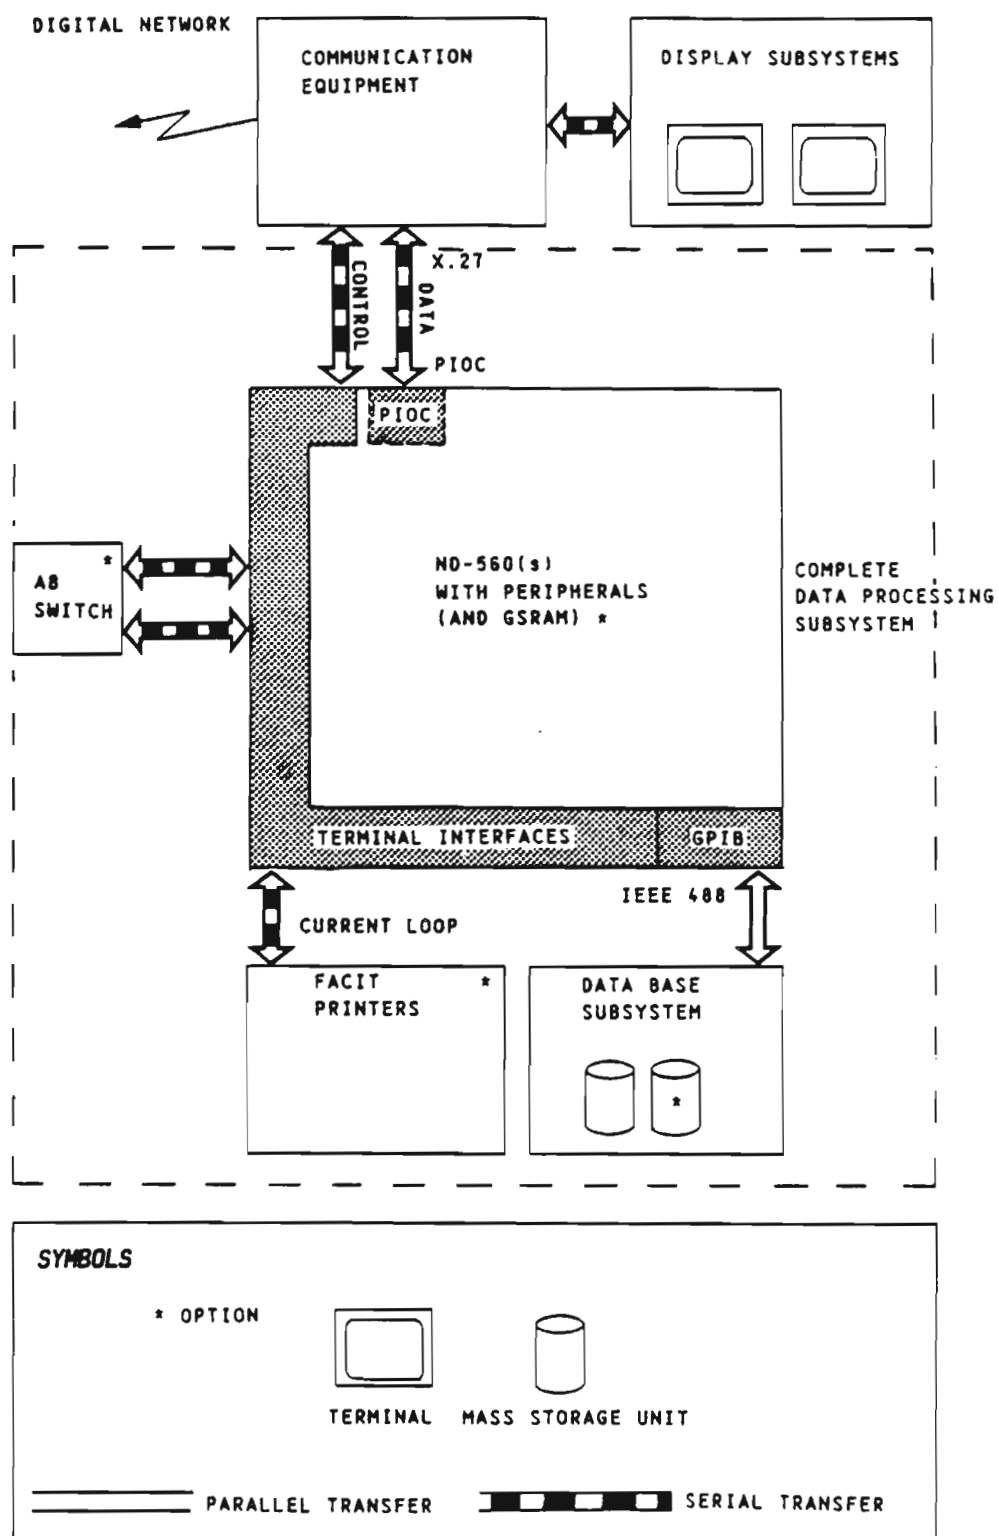 DIGITAL NETWORK
COMMUNICATION
EQUIPMENT
DISPLAY SUBSYSTEMS
CONTROL
X.27
DATA
PIOC
PIOC
*
AB
SWITCH
ND-560(s)
WITH PERIPHERALS
(AND GSRAM) *
COMPLETE
DATA PROCESSING
SUBSYSTEM
TERMINAL INTERFACES
GPIB
IEEE 488
CURRENT LOOP
FACIT *
PRINTERS
DATA BASE
SUBSYSTEM
*
SYMBOLS
* OPTION
TERMINAL
MASS STORAGE UNIT
PARALLEL TRANSFER
SERIAL TRANSFER